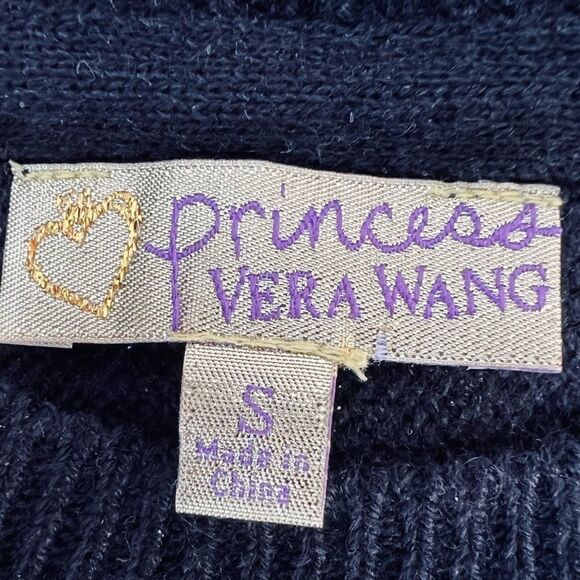 princess
VERA WANG
S
Made in
China